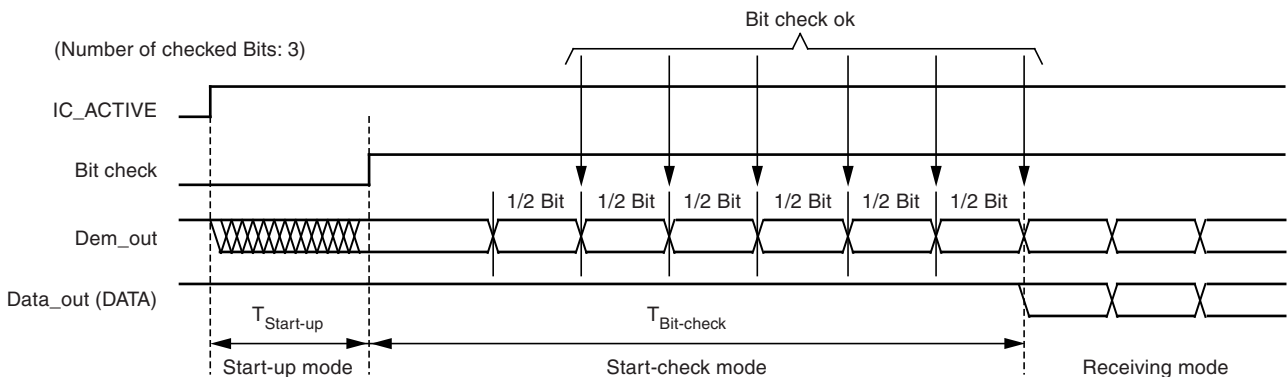 Bit check ok
(Number of checked Bits: 3)
IC_ACTIVE
Bit check
1/2 Bit 1/2 Bit 1/2 Bit 1/2 Bit 1/2 Bit 1/2 Bit
Dem_out
Data_out (DATA)
TStart-up TBit-check
Start-up mode Start-check mode Receiving mode